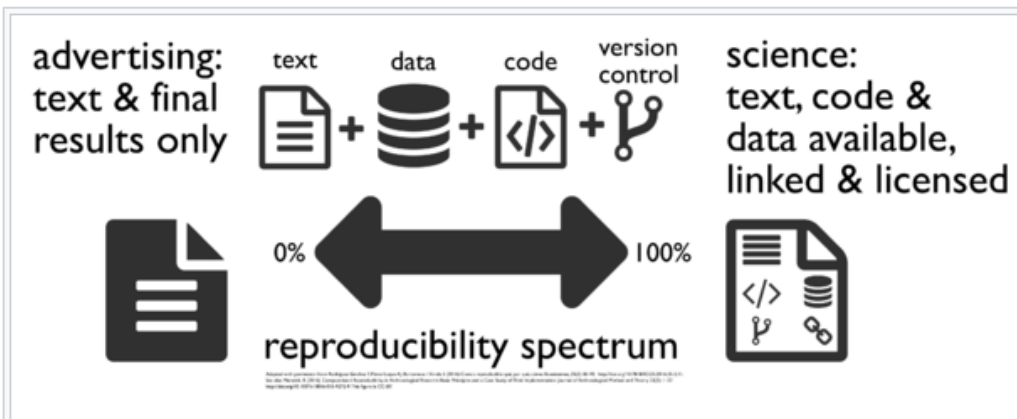 advertising:
text & final
results only
text
data
code
version
control
science:
text, code &
data available,
linked & licensed
0%
100%
reproducibility spectrum